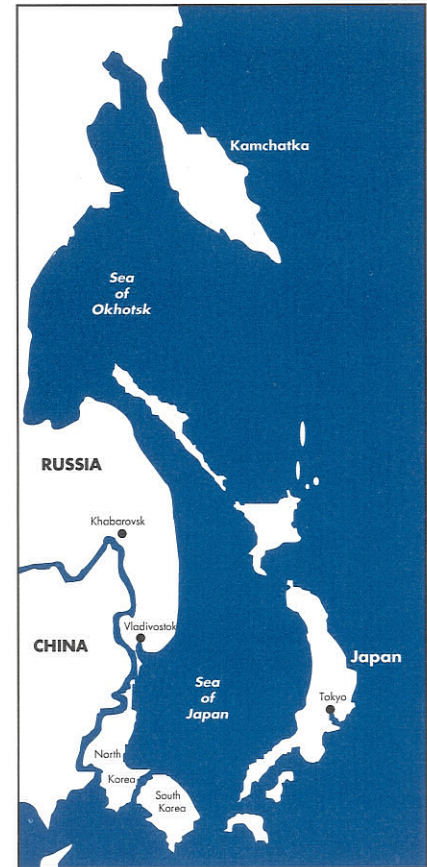 Kamchatka
Sea
of
Okhotsk
RUSSIA
Khabarovsk
Vladivostok
CHINA
Japan
Sea
of
Japan
Tokyo
North
Korea
South
Korea